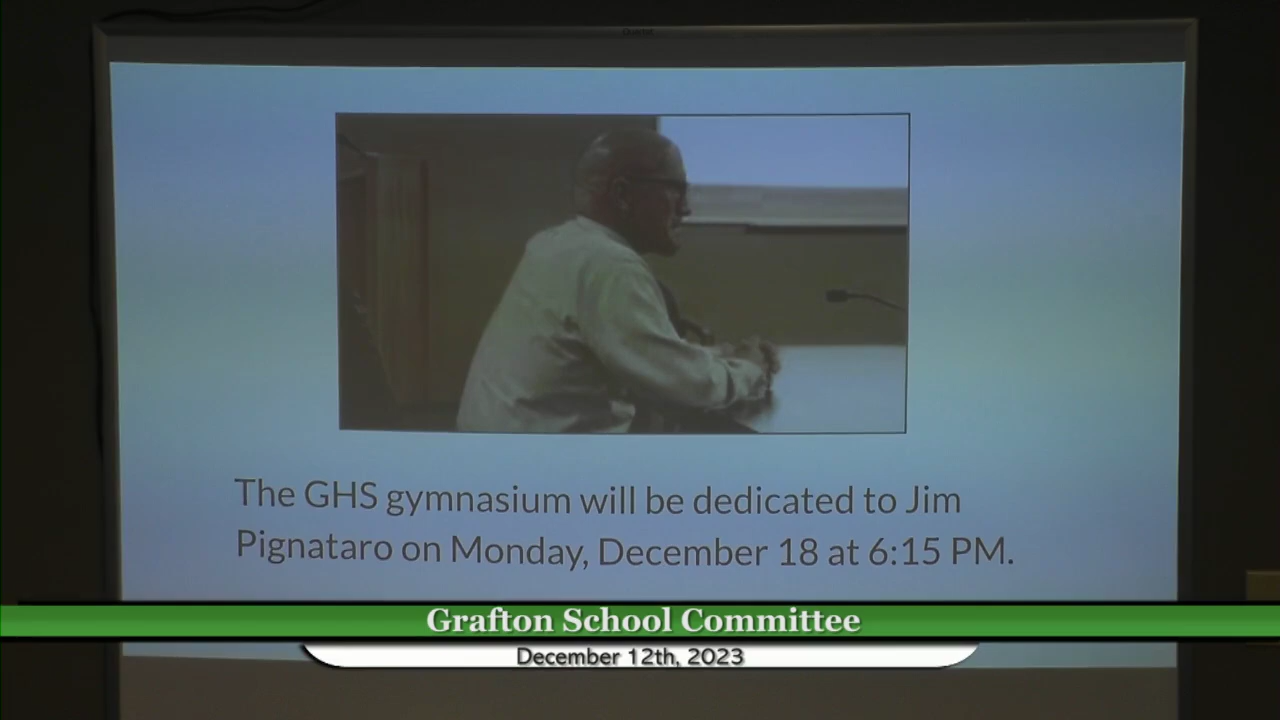 The GHS gymnasium will be dedicated to Jim
Pignataro on Monday, December 18 at 6:15 PM.
Grafton School Committee
December 12th, 2023